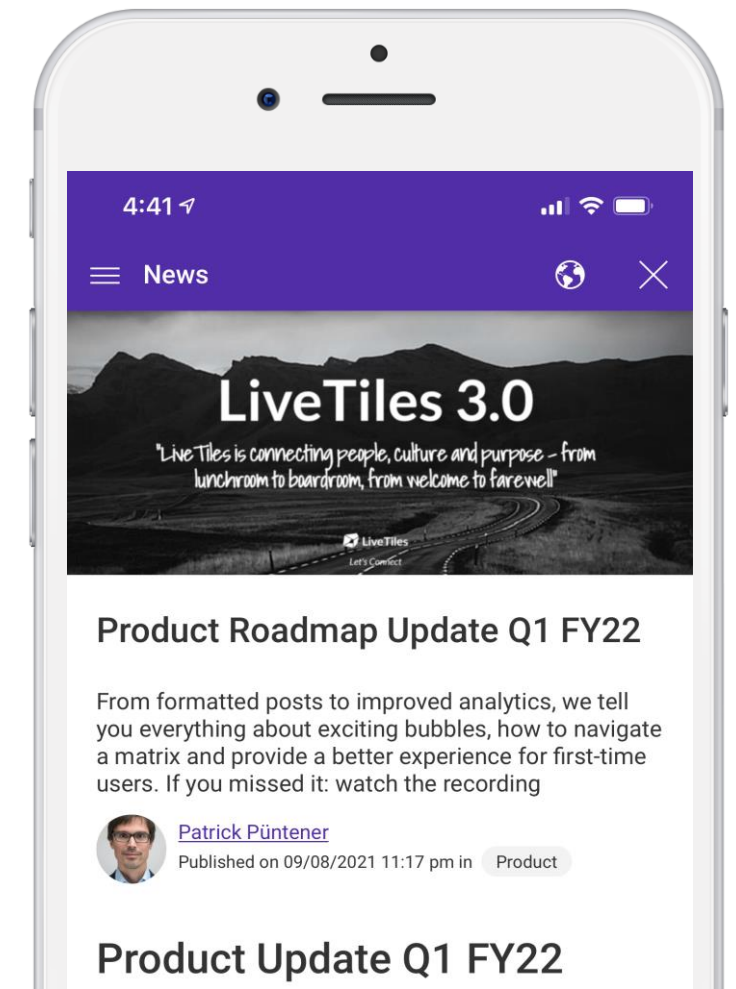 4:41
News
LiveTiles 3.0
"Live Tiles is connecting people, culture and purpose – from
lunchroom to boardroom, from welcome to farewell"
LiveTiles
Let's Connect
Product Roadmap Update Q1 FY22
From formatted posts to improved analytics, we tell
you everything about exciting bubbles, how to navigate
a matrix and provide a better experience for first-time
users. If you missed it: watch the recording
Patrick Püntener
Published on 09/08/2021 11:17 pm in Product
Product Update Q1 FY22